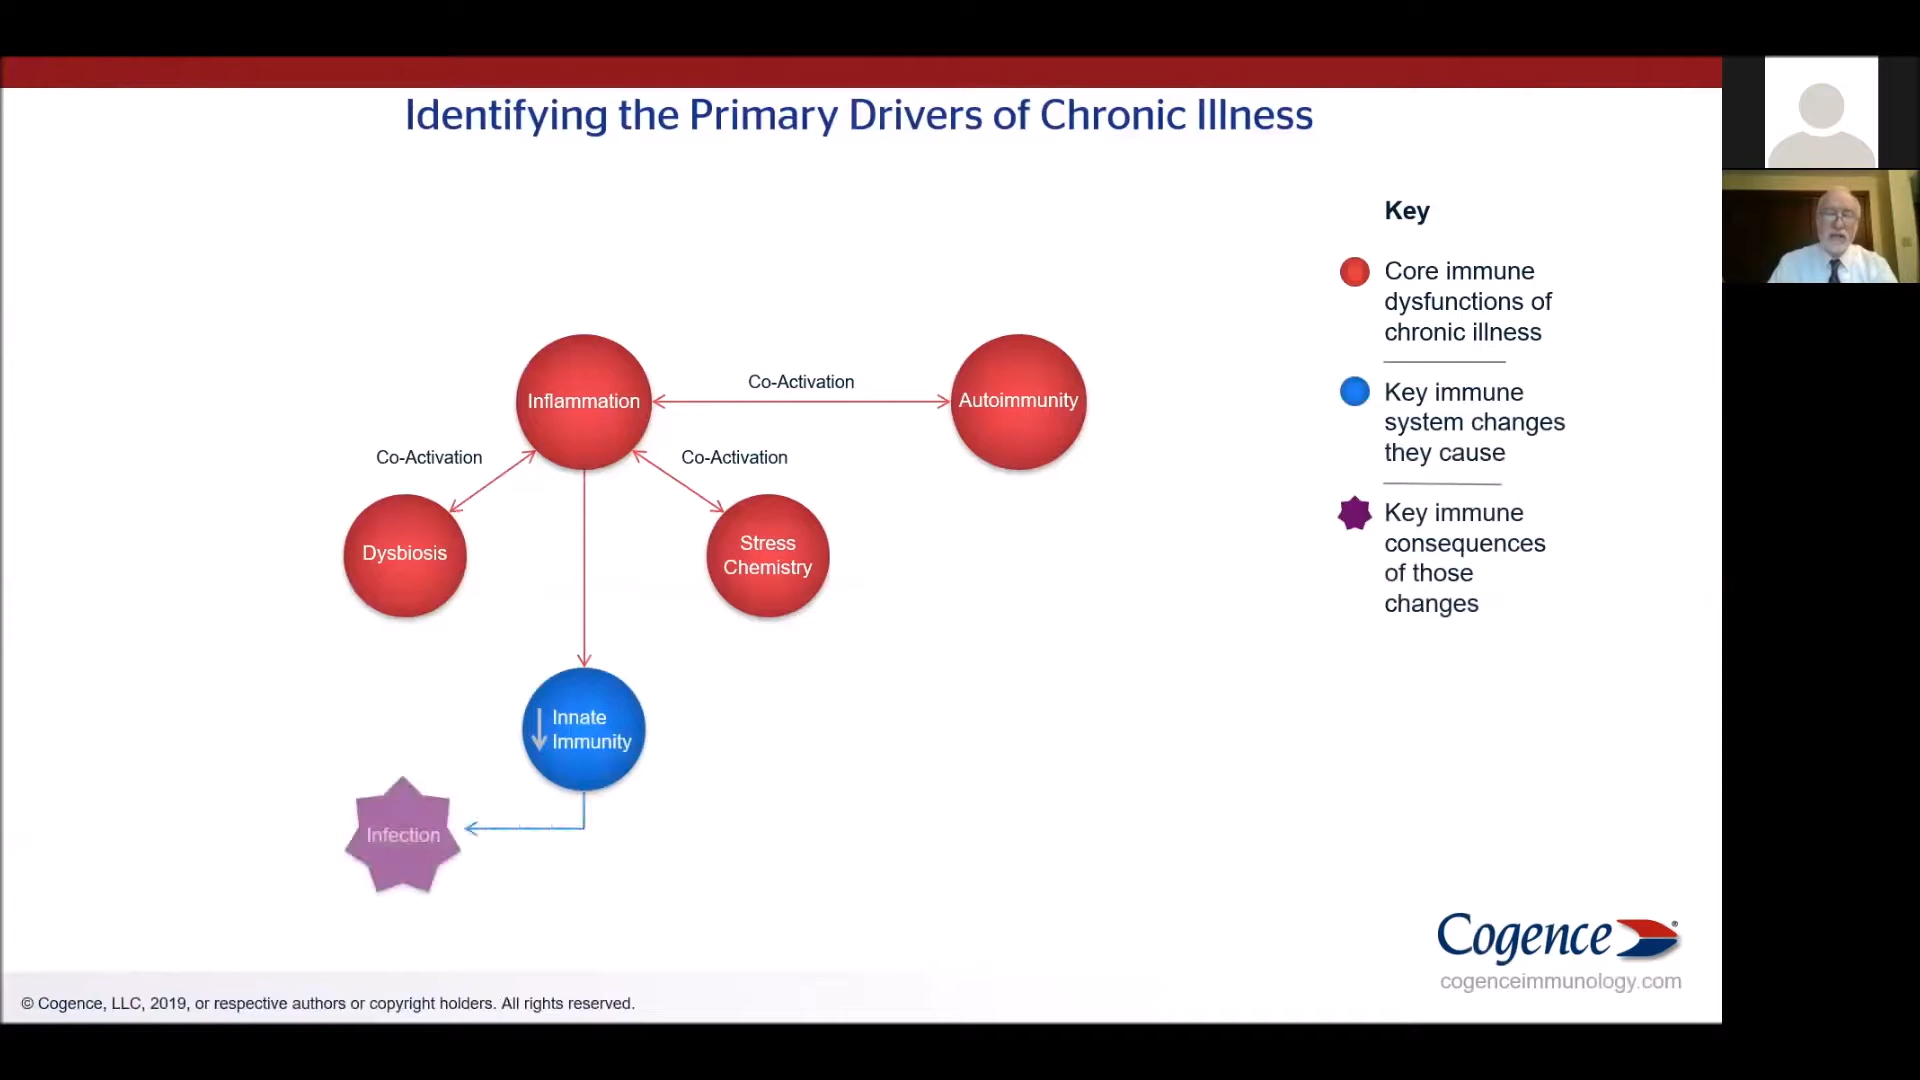 Identifying the Primary Drivers of Chronic Illness
Key
Core immune
dysfunctions of
chronic illness
Key immune
system changes
they cause
Key immune
consequences
of those
changes
Inflammation
Co-Activation
Autoimmunity
Co-Activation
Co-Activation
Dysbiosis
Stress
Chemistry
Innate
Immunity
Infection
Cogence®
cogenceimmunology.com
© Cogence, LLC, 2019, or respective authors or copyright holders. All rights reserved.